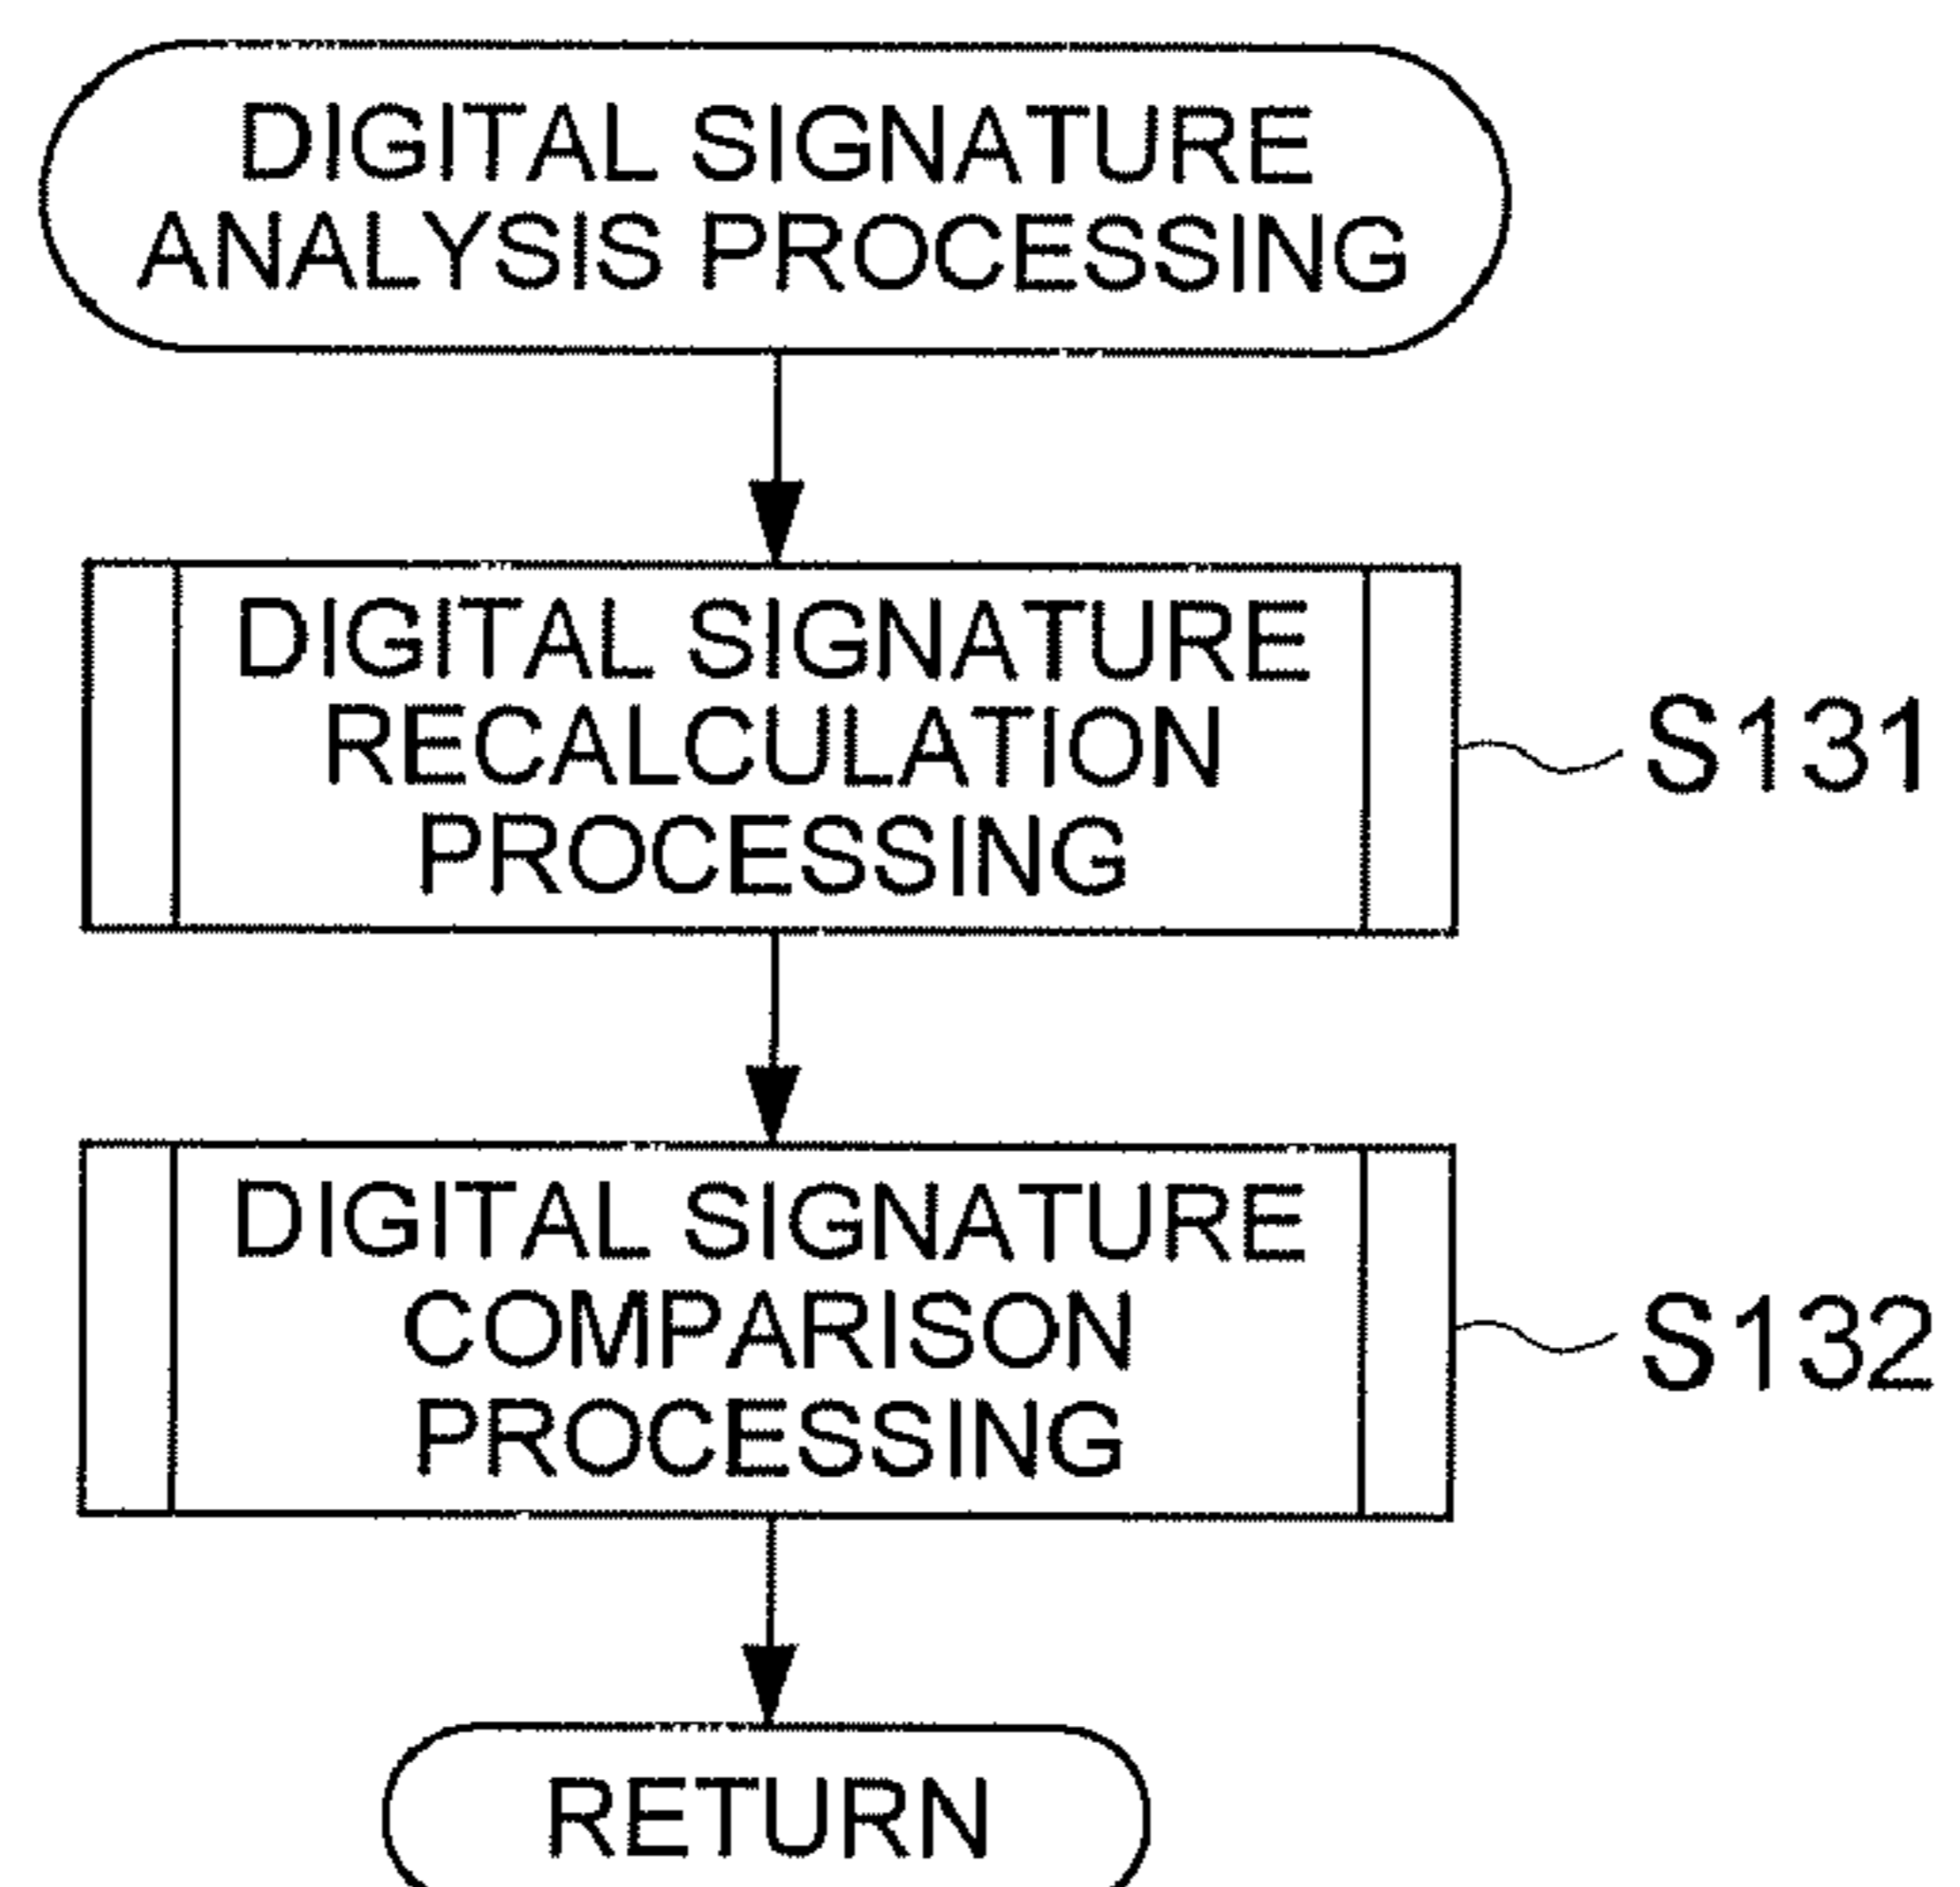 DIGITAL SIGNATURE
ANALYSIS PROCESSING
DIGITAL SIGNATURE
RECALCULATION
PROCESSING
S131
DIGITAL SIGNATURE
COMPARISON
PROCESSING
S132
RETURN